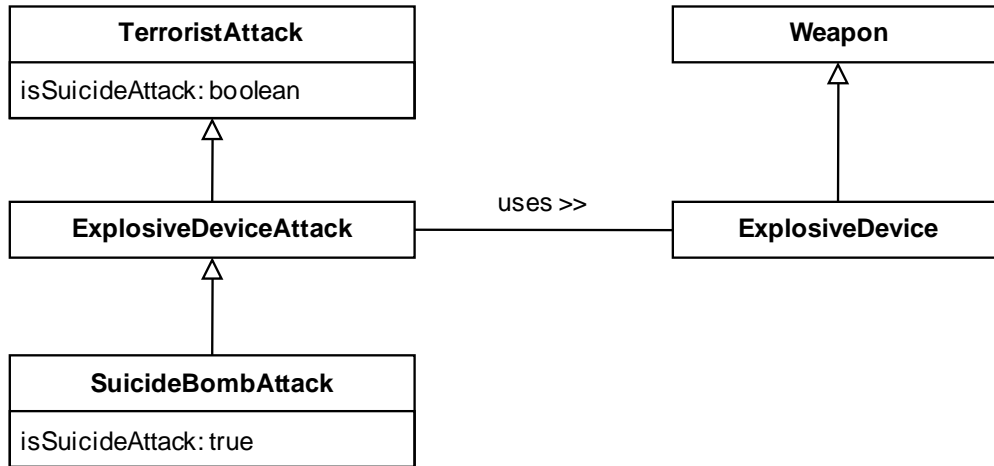 TerroristAttack
isSuicideAttack: boolean
Weapon
ExplosiveDeviceAttack
uses >>
ExplosiveDevice
SuicideBombAttack
isSuicideAttack: true